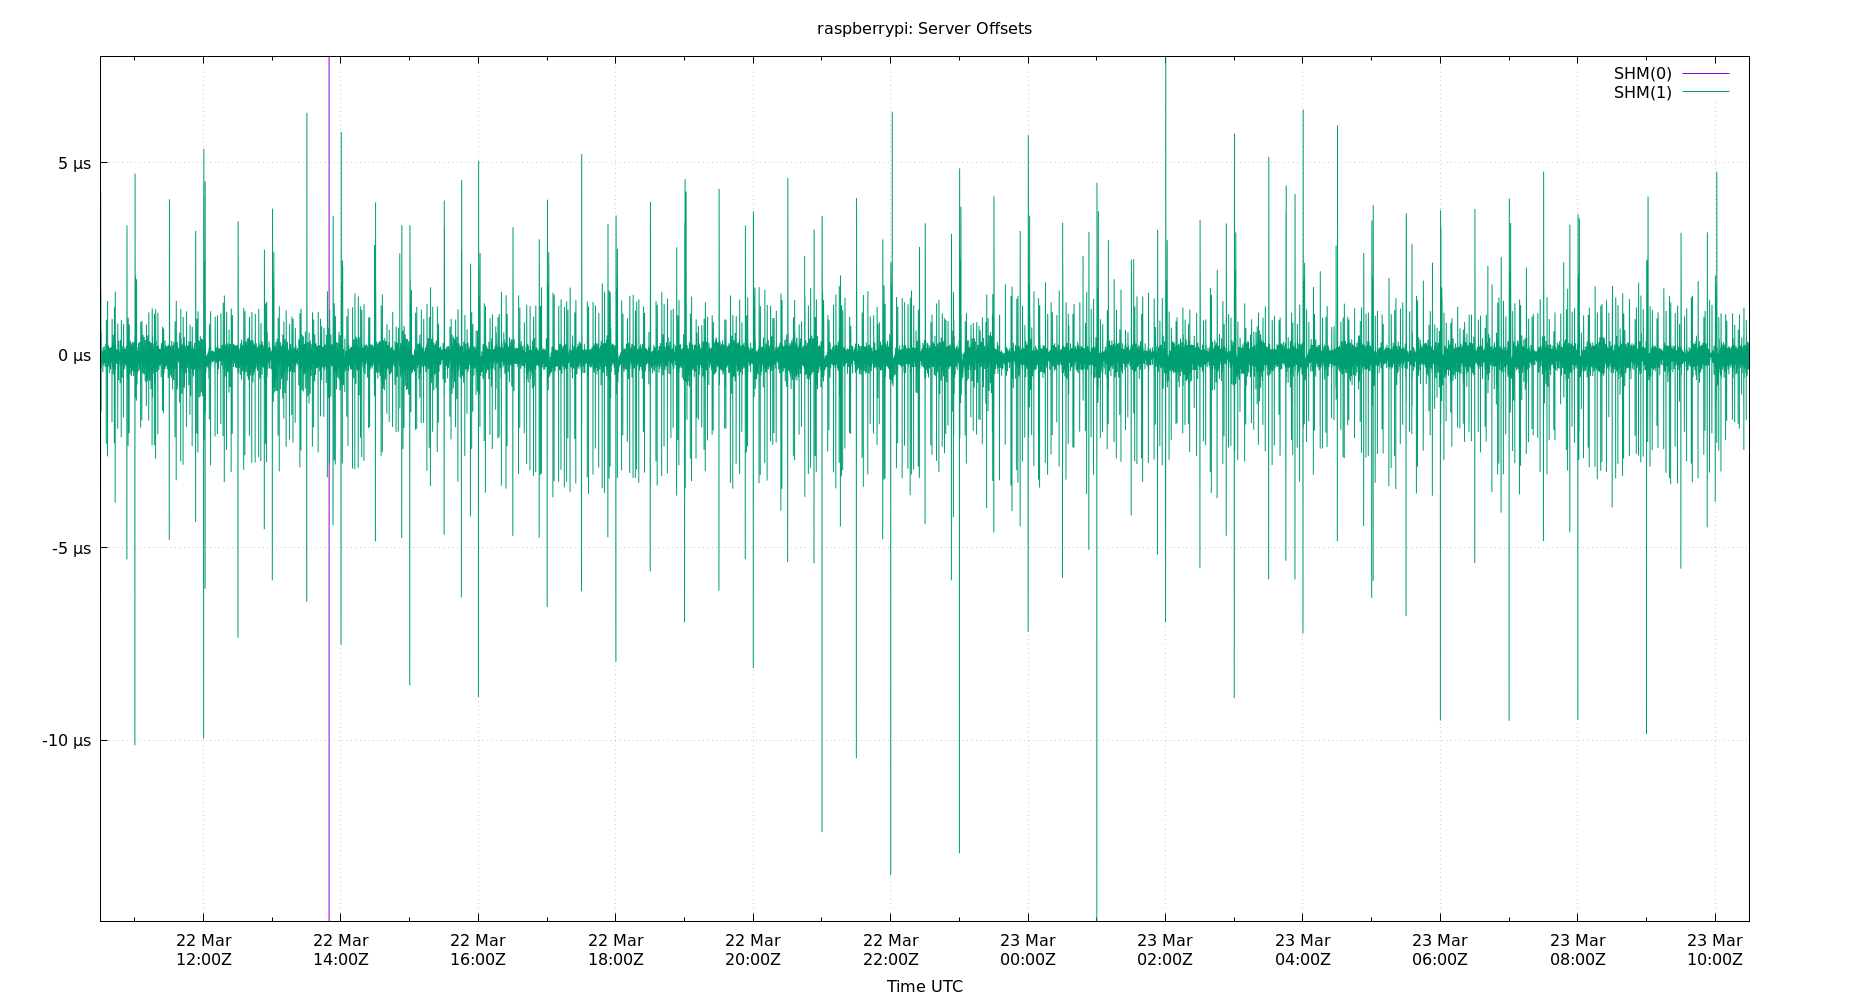 raspberrypi: Server Offsets
SHM(0)
SHM(1)
5 µs
0 µs
-5 µs
-10 µs
22 Mar 22 Mar 22 Mar 22 Mar 22 Mar 22 Mar 23 Mar 23 Mar 23 Mar 23 Mar 23 Mar 23 Mar
12:00Z 14:00Z 16:00Z 18:00Z 20:00Z 22:00Z 00:00Z 02:00Z 04:00Z 06:00Z 08:00Z 10:00Z
Time UTC